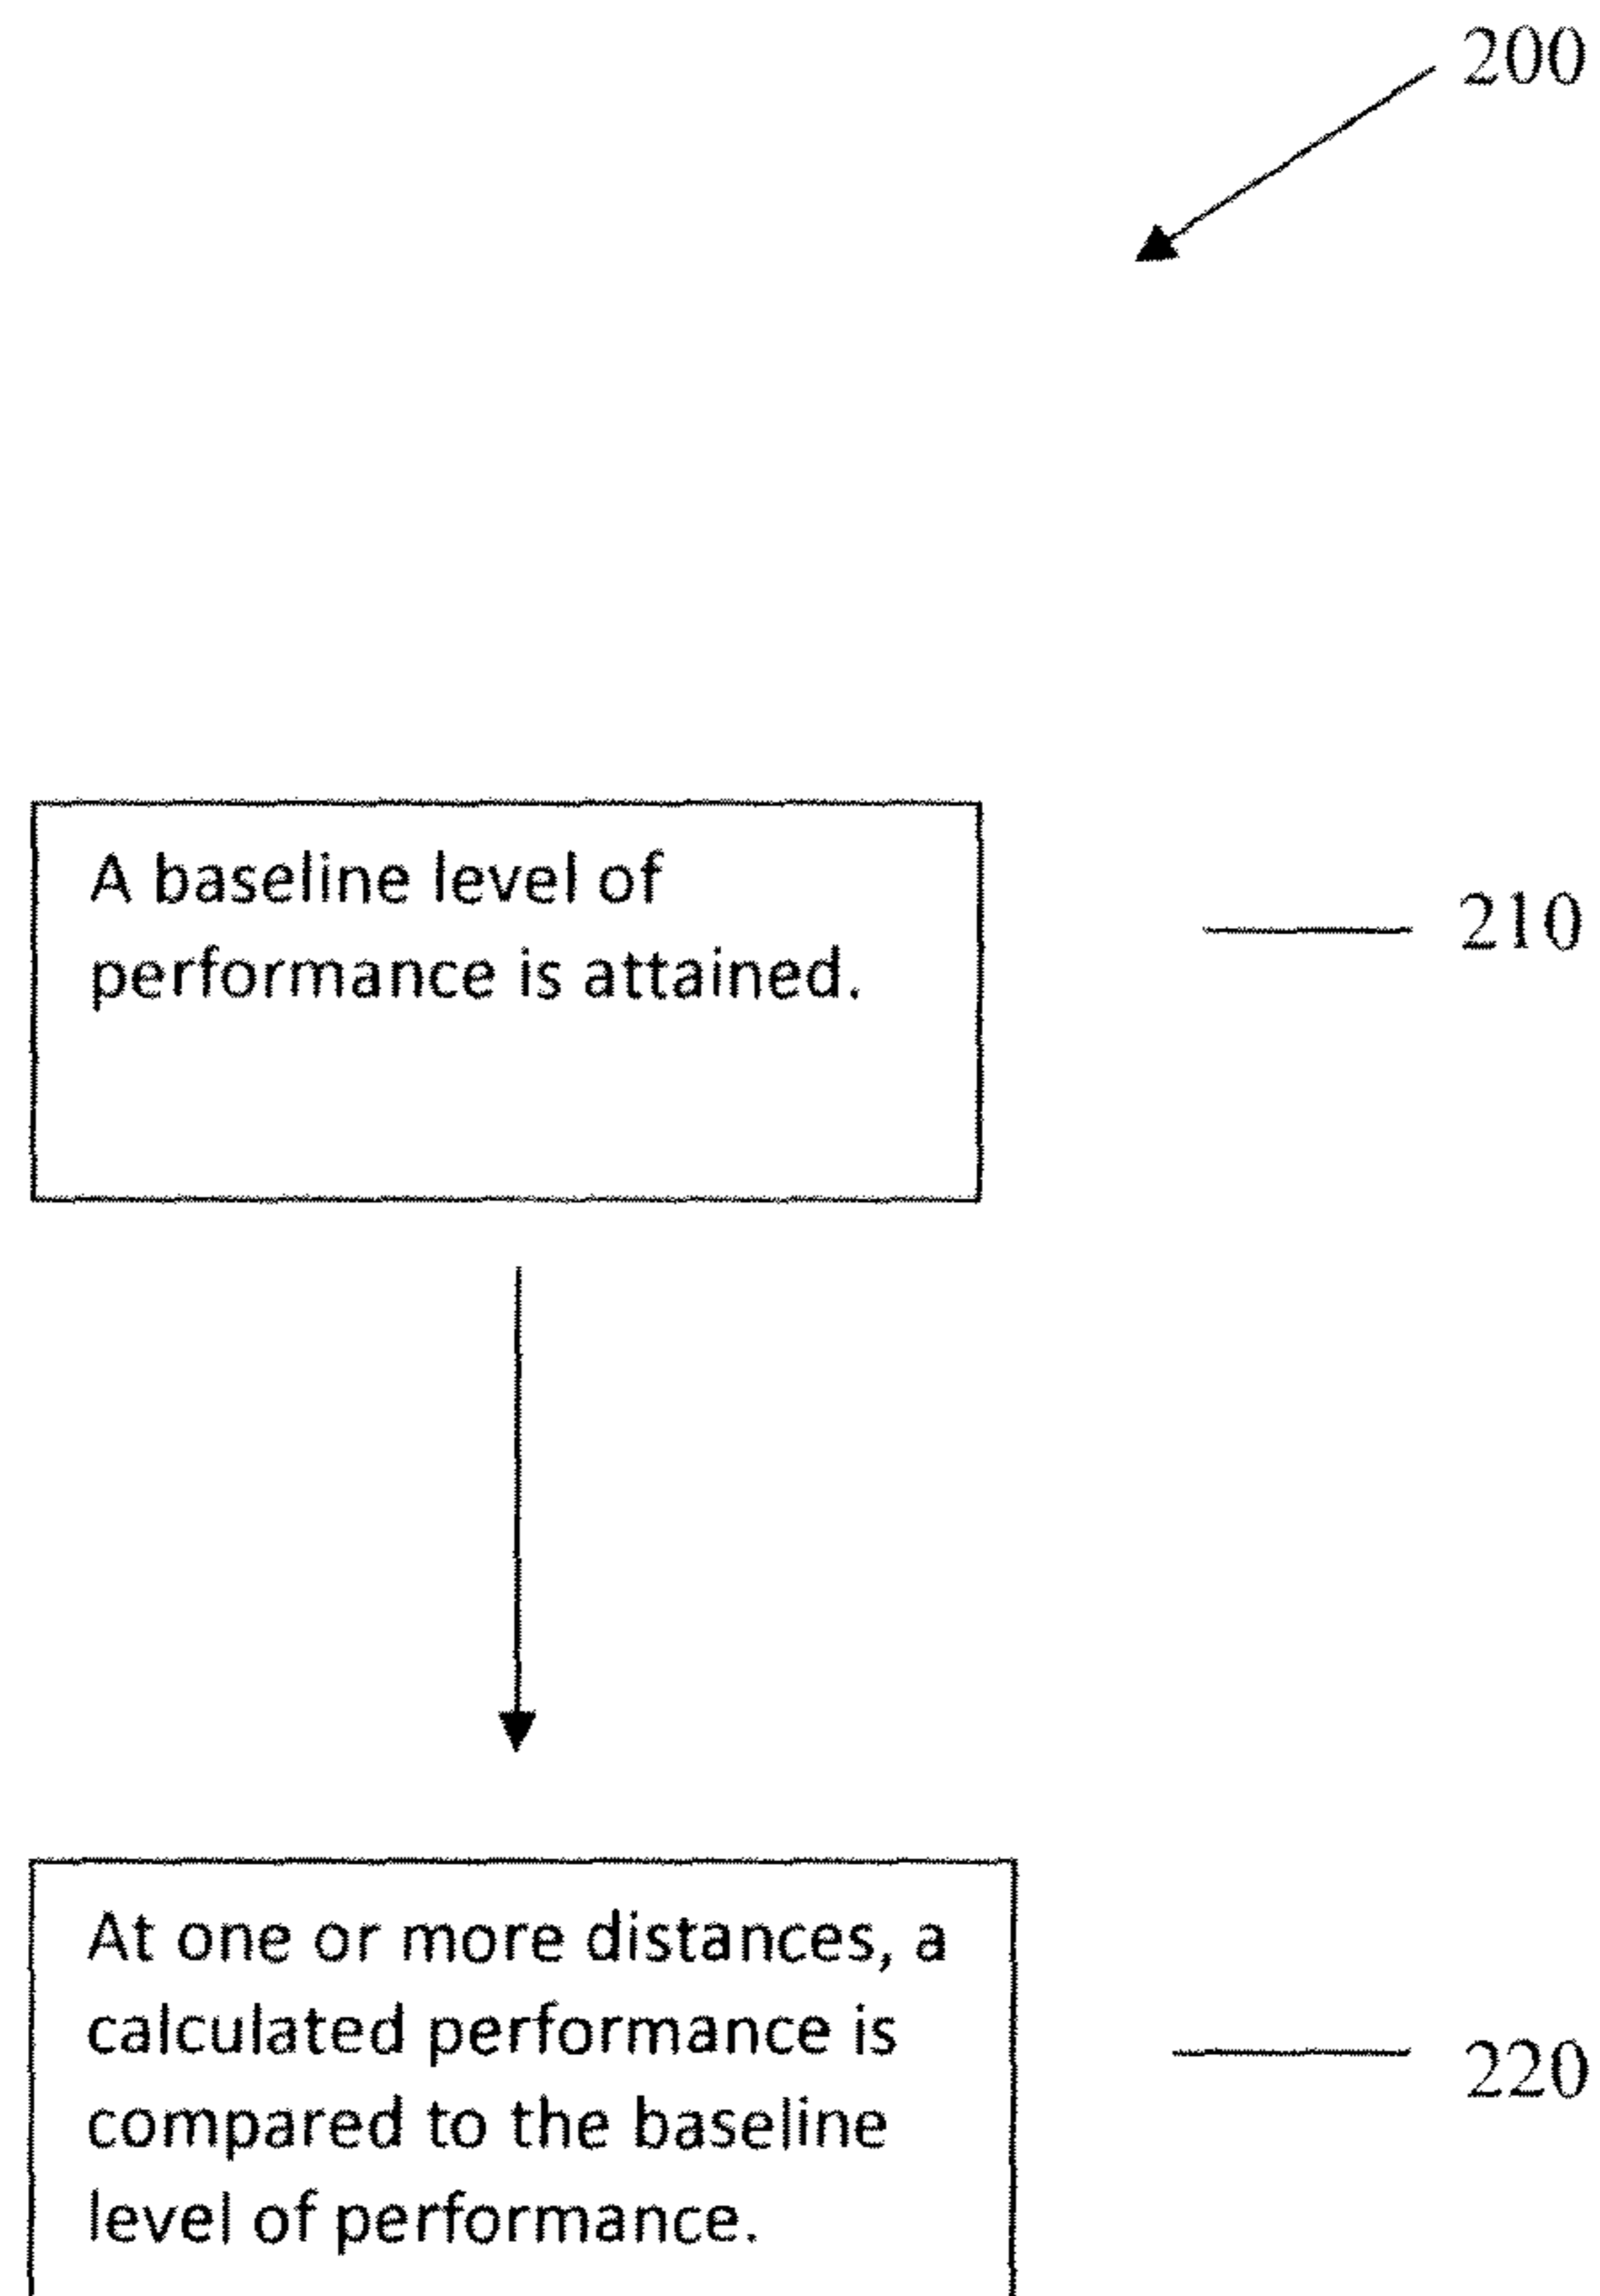 200
A baseline level of
performance is attained.
210
At one or more distances, a
calculated performance is
compared to the baseline
level of performance.
220